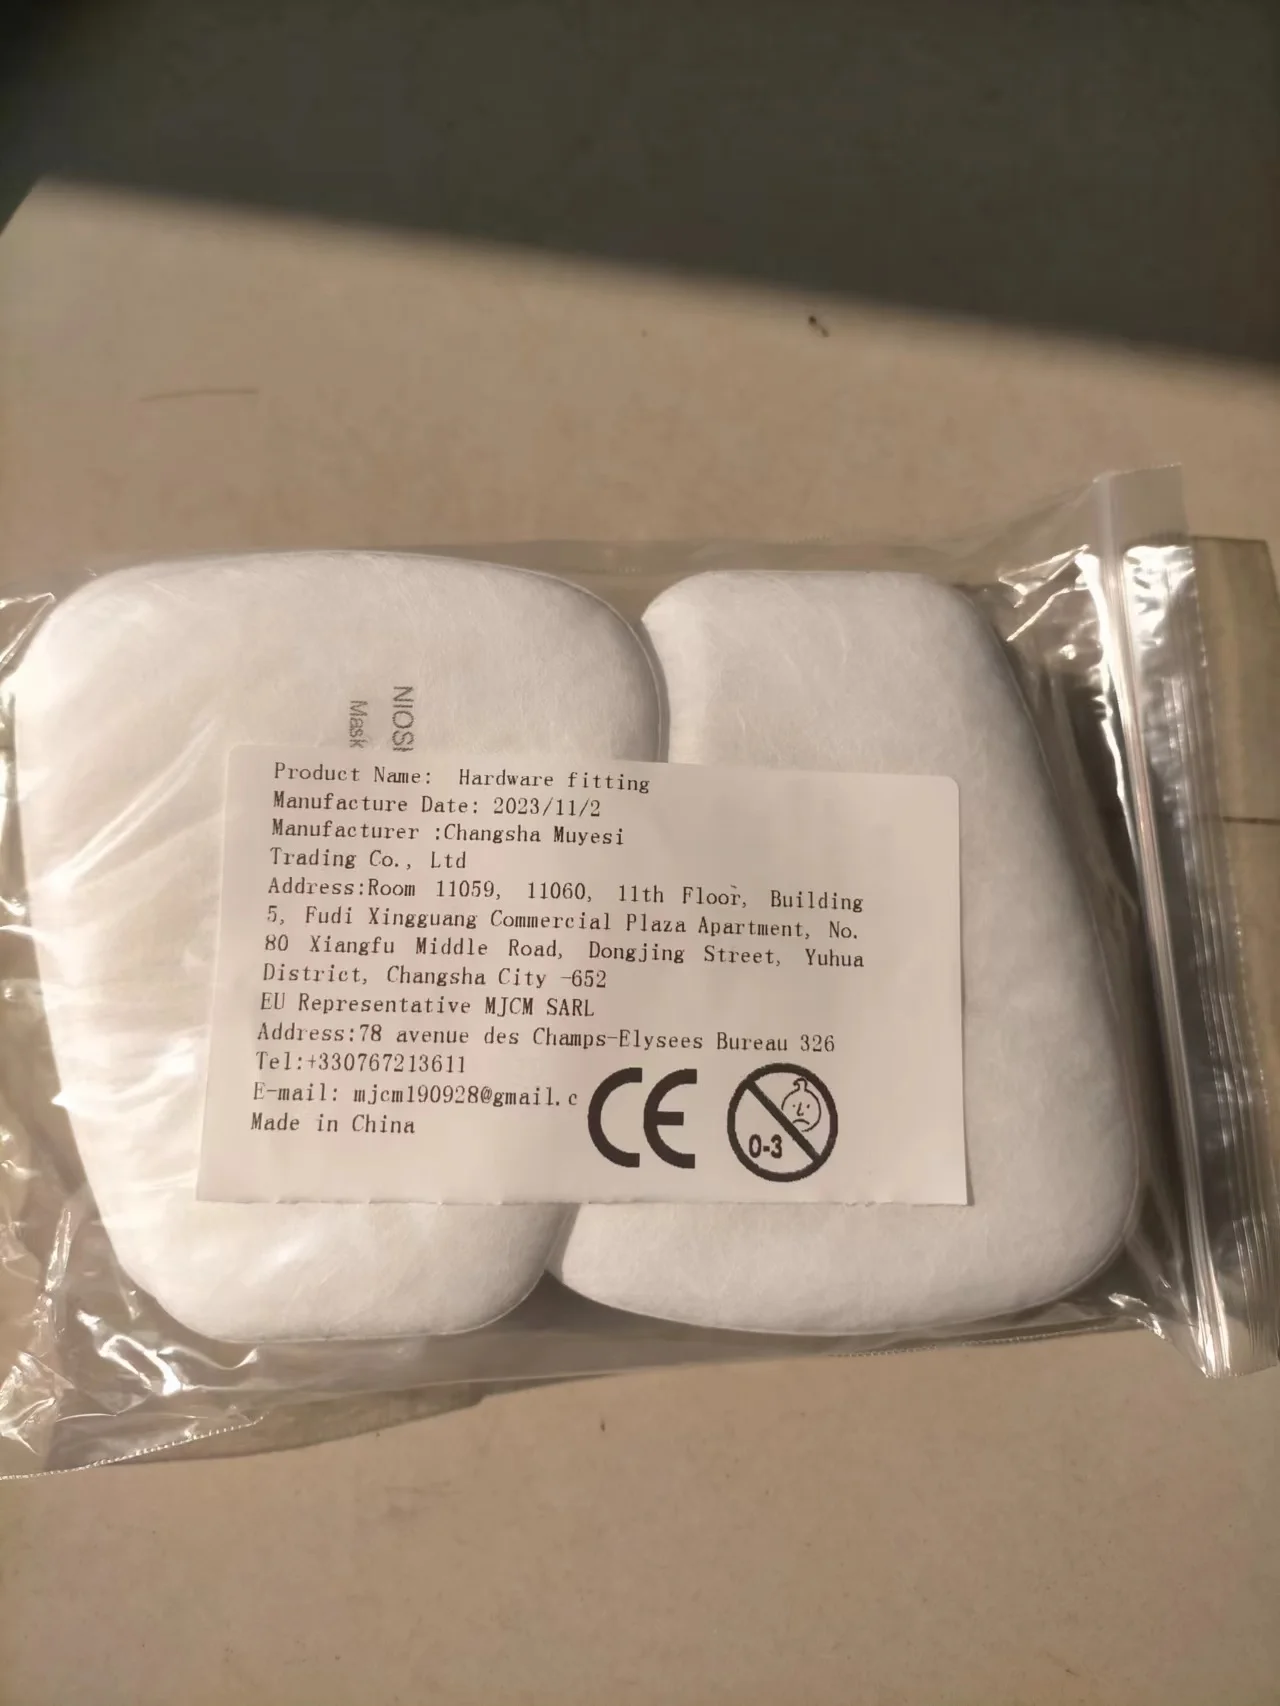 NIOSH
Mask
Product Name: Hardware fitting
Manufacture Date: 2023/11/2
Manufacturer :Changsha Muyesi
Trading Co., Ltd
Address:Room 11059, 11060, 11th Floor, Building
5, Fudi Xingguang Commercial Plaza Apartment, No.
80 Xiangfu Middle Road, Dongjing Street, Yuhua
District, Changsha City -652
EU Representative MJCM SARL
Address:78 avenue des Champs-Elysees Bureau 326
Tel:+330767213611
E-mail: mjcm190928@gmail.c
Made in China
CE
0-3